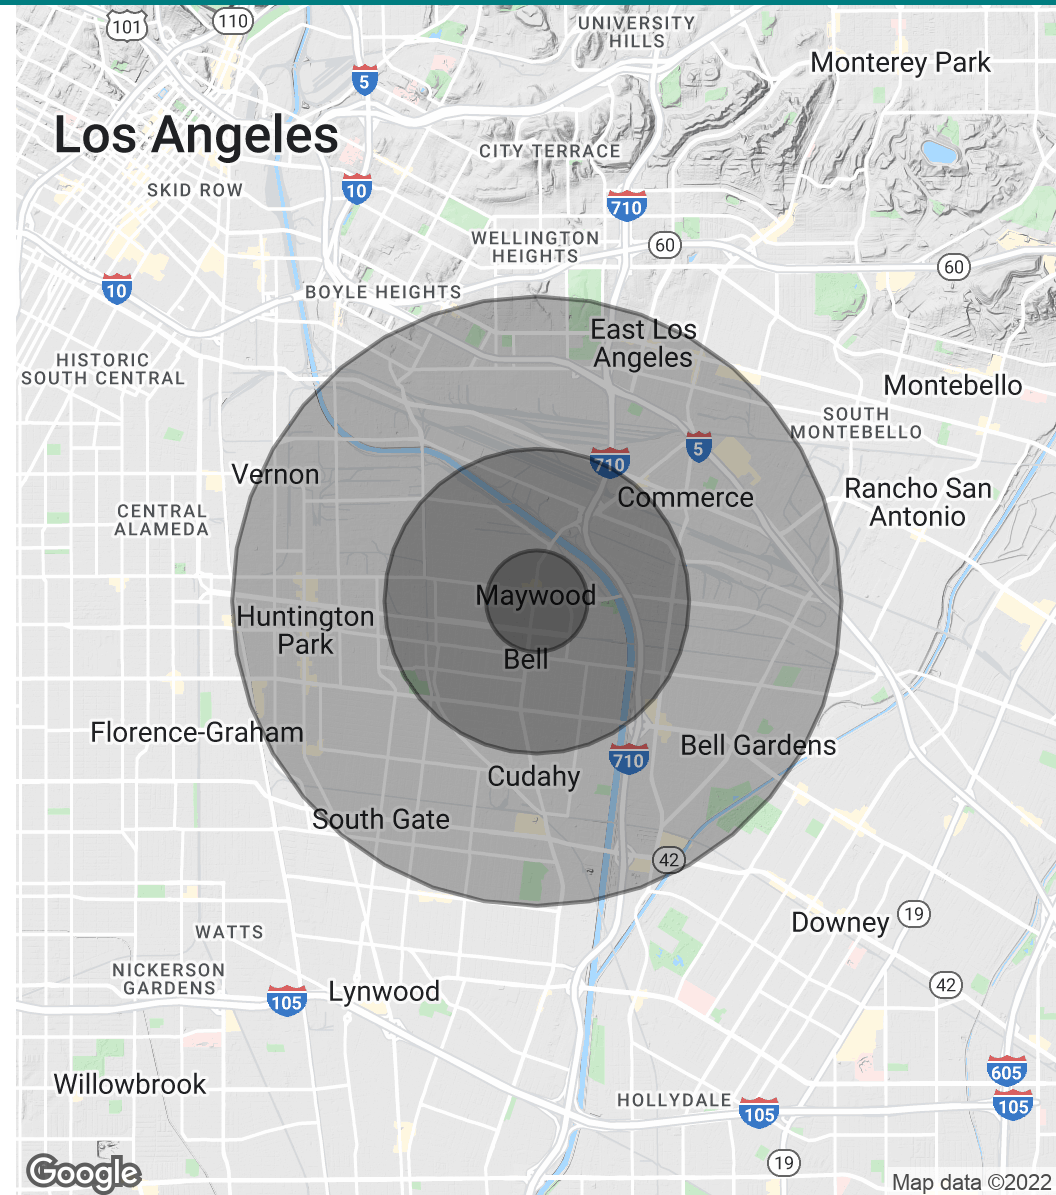 101
110
UNIVERSITY
HILLS
Monterey Park
5
Los Angeles
CITY TERRACE
SKID ROW
10
710
WELLINGTON
HEIGHTS
60
60
10
BOYLE HEIGHTS
East Los
Angeles
HISTORIC
SOUTH CENTRAL
Montebello
SOUTH
MONTEBELLO
5
710
Vernon
Commerce
Rancho San
Antonio
CENTRAL
ALAMEDA
Maywood
Huntington
Park
Bell
Florence-Graham
Bell Gardens
710
Cudahy
South Gate
42
Downey
19
WATTS
NICKERSON
GARDENS
42
Lynwood
105
605
Willowbrook
HOLLYDALE
105
105
19
Google
Map data ©2022